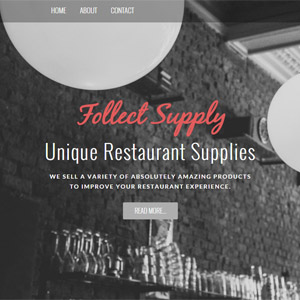 HOME ABOUT CONTACT
Follect Supply
Unique Restaurant Supplies
WE SELL A VARIETY OF ABSOLUTELY AMAZING PRODUCTS
TO IMPROVE YOUR RESTAURANT EXPERIENCE.
READ MORE...